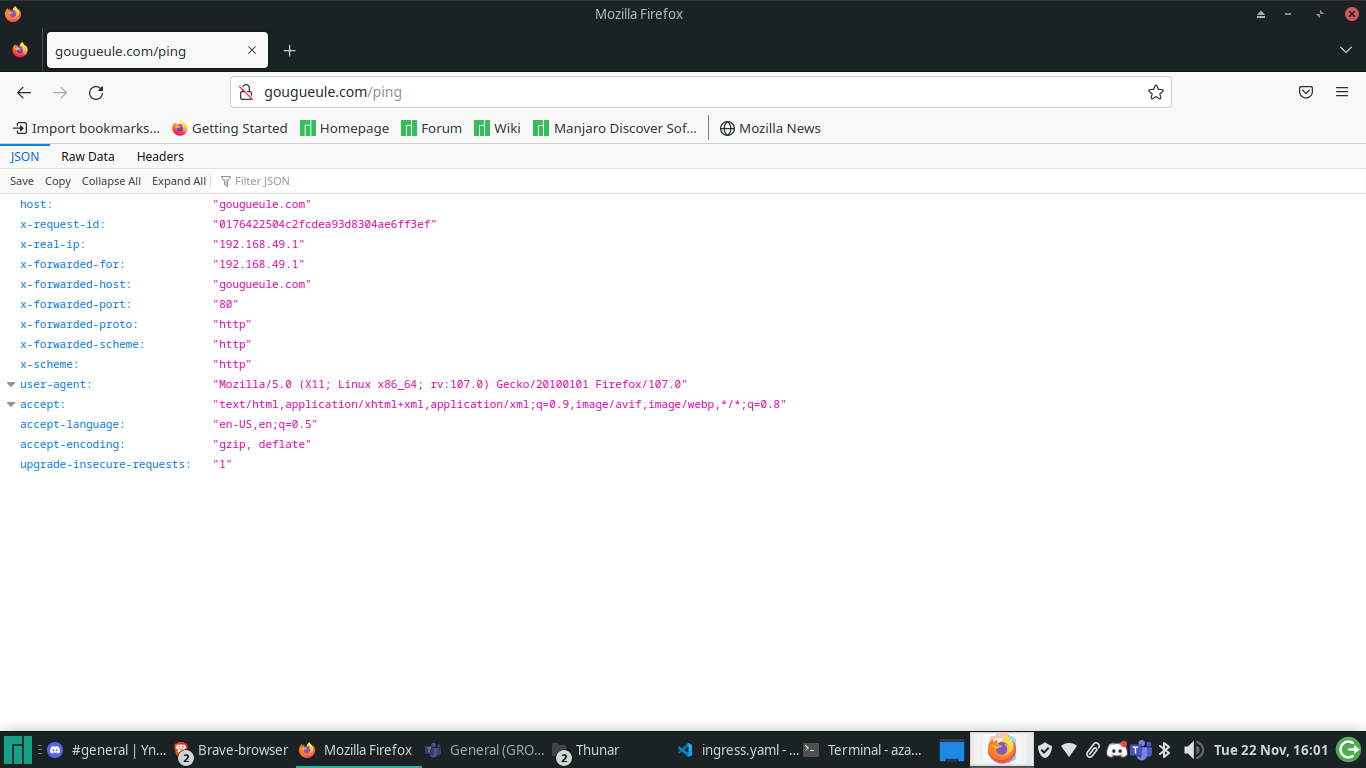 Mozilla Firefox
gougueule.com/ping
gougueule.com/ping
Import bookmarks... Getting Started Homepage Forum Wiki Manjaro Discover Sof... Mozilla News
JSON Raw Data Headers
Save Copy Collapse All Expand All Filter JSON
host: "gougueule.com"
x-request-id: "0176422504c2fcdea93d8304ae6ff3ef"
x-real-ip: "192.168.49.1"
x-forwarded-for: "192.168.49.1"
x-forwarded-host: "gougueule.com"
x-forwarded-port: "80"
x-forwarded-proto: "http"
x-forwarded-scheme: "http"
x-scheme: "http"
user-agent: "Mozilla/5.0 (X11; Linux x86_64; rv:107.0) Gecko/20100101 Firefox/107.0"
accept: "text/html,application/xhtml+xml,application/xml;q=0.9,image/avif,image/webp,*/*;q=0.8"
accept-language: "en-US,en;q=0.5"
accept-encoding: "gzip, deflate"
upgrade-insecure-requests: "1"
#general | Yn... 2 Brave-browser Mozilla Firefox General (GRO... 2 Thunar ingress.yaml - ... Terminal - aza... Tue 22 Nov, 16:01